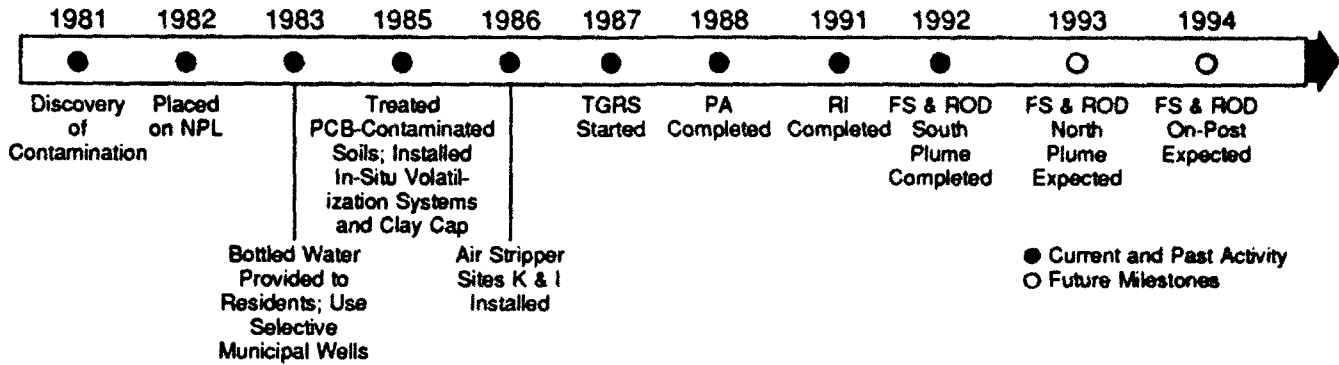 1981 1982 1983 1985 1986 1987 1988 1991 1992 1993 1994
Discovery
of
Contamination
Placed
on NPL
Bottled Water
Provided to
Residents; Use
Selective
Municipal Wells
Treated
PCB-Contaminated
Soils; Installed
In-Situ Volatil-
ization Systems
and Clay Cap
Air Stripper
Sites K & I
Installed
TGRS
Started
PA
Completed
RI
Completed
FS & ROD
South
Plume
Completed
FS & ROD
North
Plume
Expected
FS & ROD
On-Post
Expected
Current and Past Activity
Future Milestones